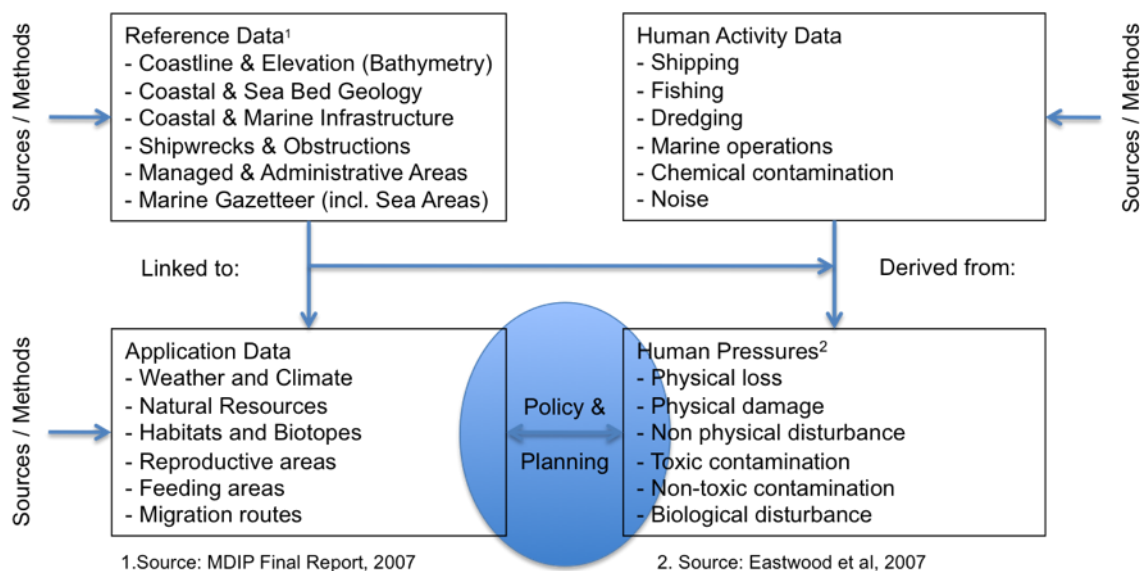 Sources / Methods
Reference Data¹
- Coastline & Elevation (Bathymetry)
- Coastal & Sea Bed Geology
- Coastal & Marine Infrastructure
- Shipwrecks & Obstructions
- Managed & Administrative Areas
- Marine Gazetteer (incl. Sea Areas)
Human Activity Data
- Shipping
- Fishing
- Dredging
- Marine operations
- Chemical contamination
- Noise
Sources / Methods
Linked to:
Derived from:
Sources / Methods
Application Data
- Weather and Climate
- Natural Resources
- Habitats and Biotopes
- Reproductive areas
- Feeding areas
- Migration routes
Policy &
Planning
Human Pressures²
- Physical loss
- Physical damage
- Non physical disturbance
- Toxic contamination
- Non-toxic contamination
- Biological disturbance
1.Source: MDIP Final Report, 2007
2. Source: Eastwood et al, 2007